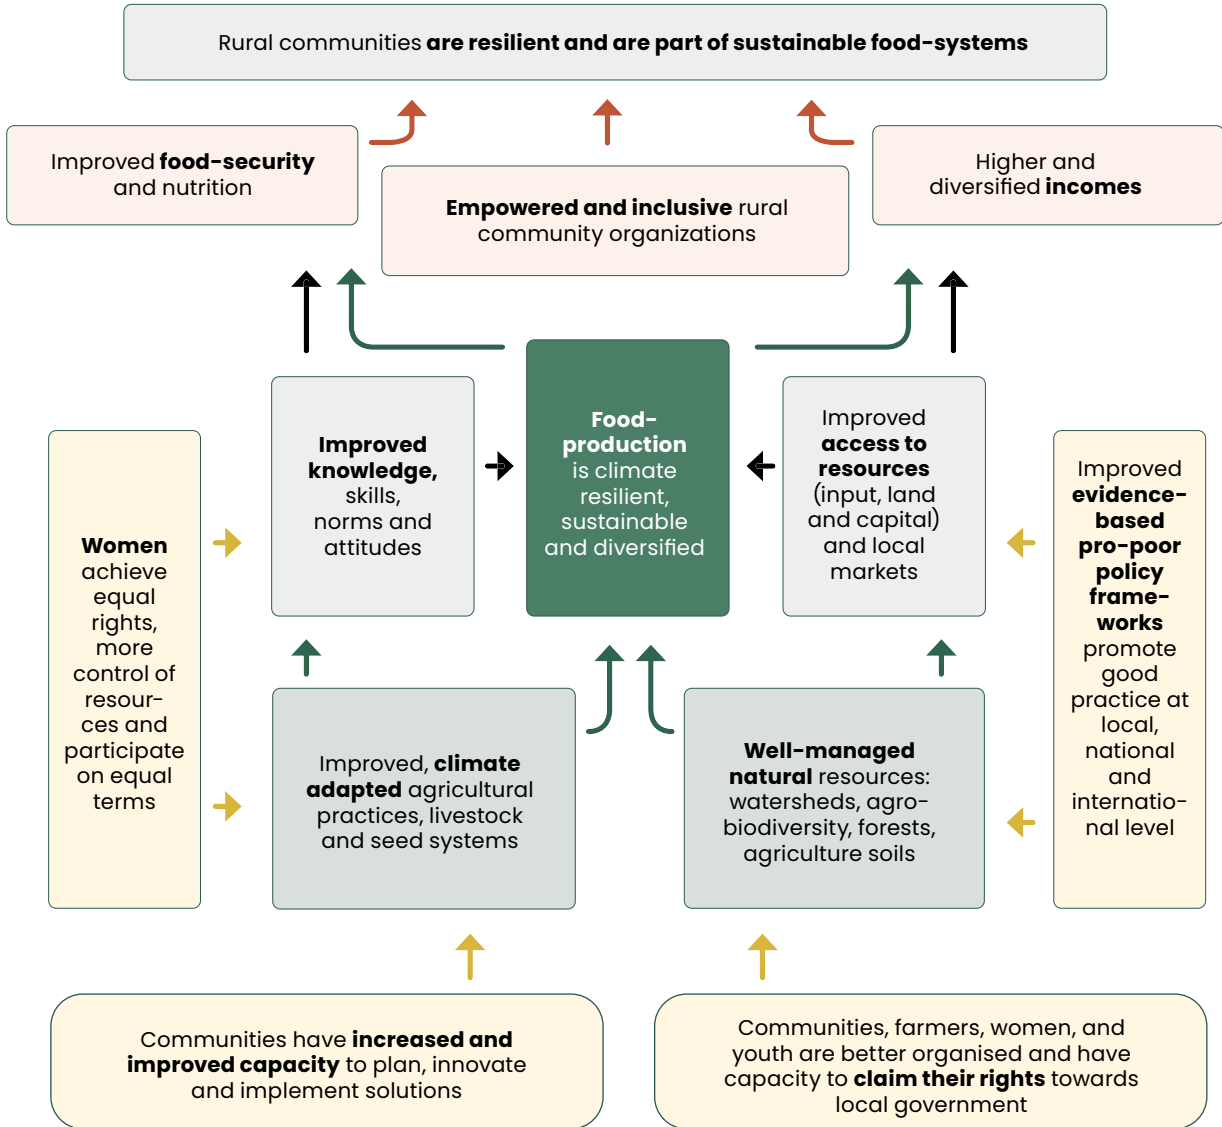 Rural communities are resilient and are part of sustainable food-systems
Improved food-security
and nutrition
Empowered and inclusive rural
community organizations
Higher and
diversified incomes
Women
achieve
equal
rights,
more
control of
resour-
ces and
participate
on equal
terms
Improved
knowledge,
skills,
norms and
attitudes
Food-
production
is climate
resilient,
sustainable
and diversified
Improved
access to
resources
(input, land
and capital)
and local
markets
Improved
evidence-
based
pro-poor
policy
frame-
works
promote
good
practice at
local,
national
and
internatio-
nal level
Improved, climate
adapted agricultural
practices, livestock
and seed systems
Well-managed
natural resources:
watersheds, agro-
biodiversity, forests,
agriculture soils
Communities have increased and
improved capacity to plan, innovate
and implement solutions
Communities, farmers, women, and
youth are better organised and have
capacity to claim their rights towards
local government